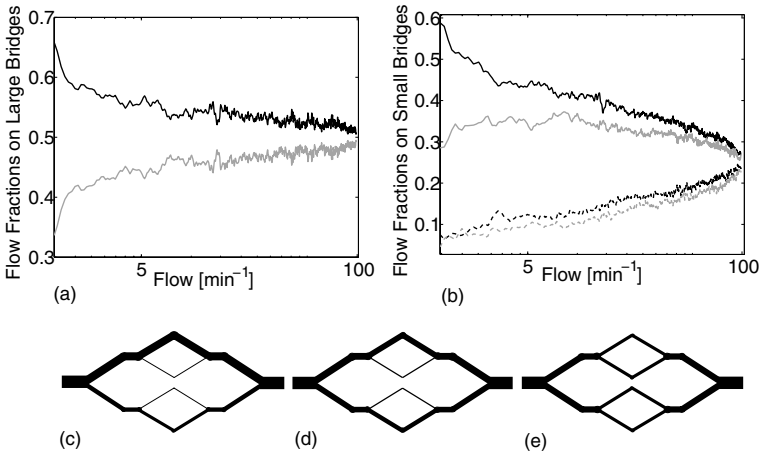 Flow Fractions on Large Bridges
0.7
0.6
0.5
0.4
0.3
5
100
Flow [min⁻¹]
(a)
Flow Fractions on Small Bridges
0.6
0.5
0.4
0.3
0.2
0.1
5
100
Flow [min⁻¹]
(b)
(c)
(d)
(e)